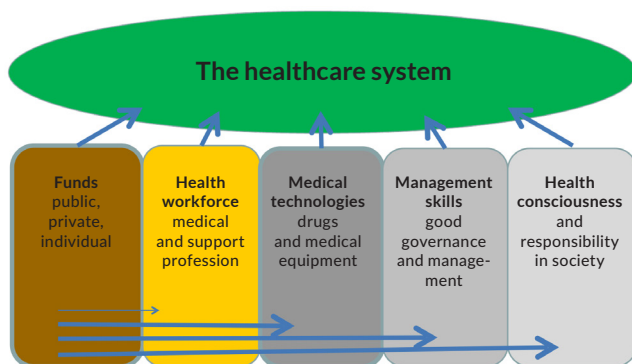 The healthcare system
Funds
public,
private,
individual
Health
workforce
medical
and support
profession
Medical
technologies
drugs
and medical
equipment
Management
skills
good
governance
and manage-
ment
Health
consciousness
and
responsibility
in society